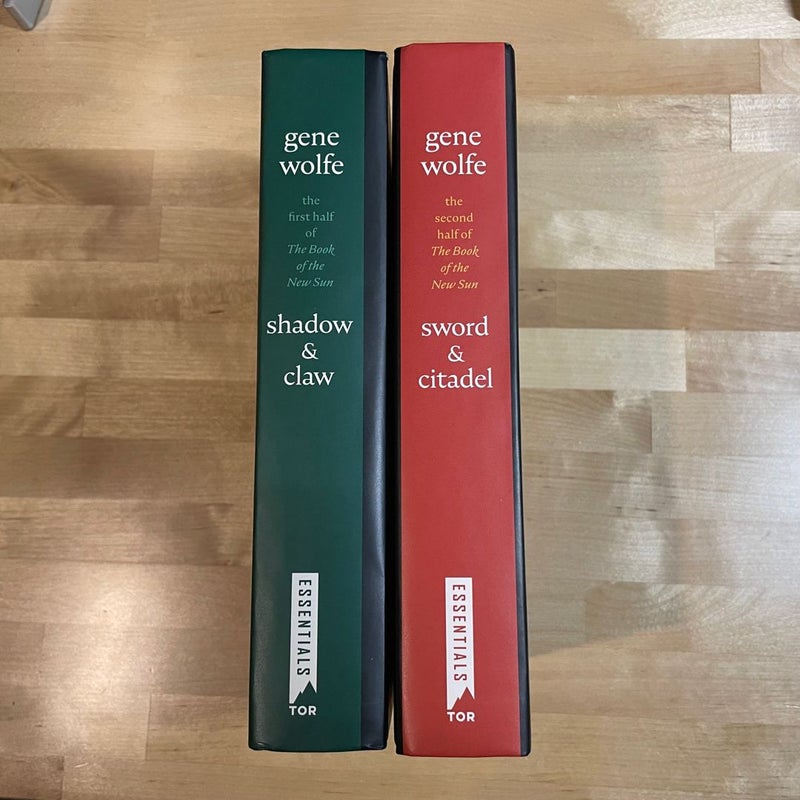 gene
wolfe
the
first half
of
The Book
of the
New Sun
shadow
&
claw
ESSENTIALS
TOR
gene
wolfe
the
second
half of
The Book
of the
New Sun
sword
&
citadel
ESSENTIALS
TOR